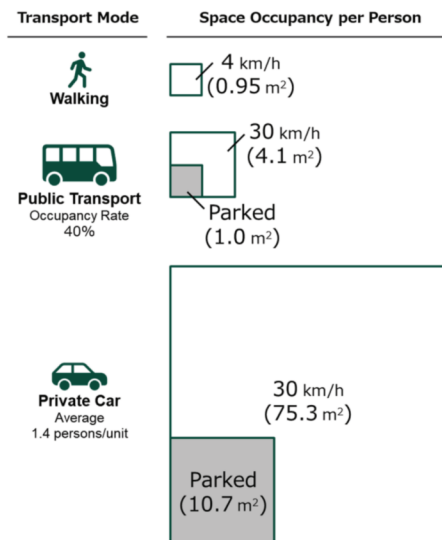 Transport Mode
Space Occupancy per Person
4 km/h
(0.95 m²)
Walking
30 km/h
(4.1 m²)
Public Transport
Occupancy Rate
40%
Parked
(1.0 m²)
30 km/h
(75.3 m²)
Private Car
Average
1.4 persons/unit
Parked
(10.7 m²)